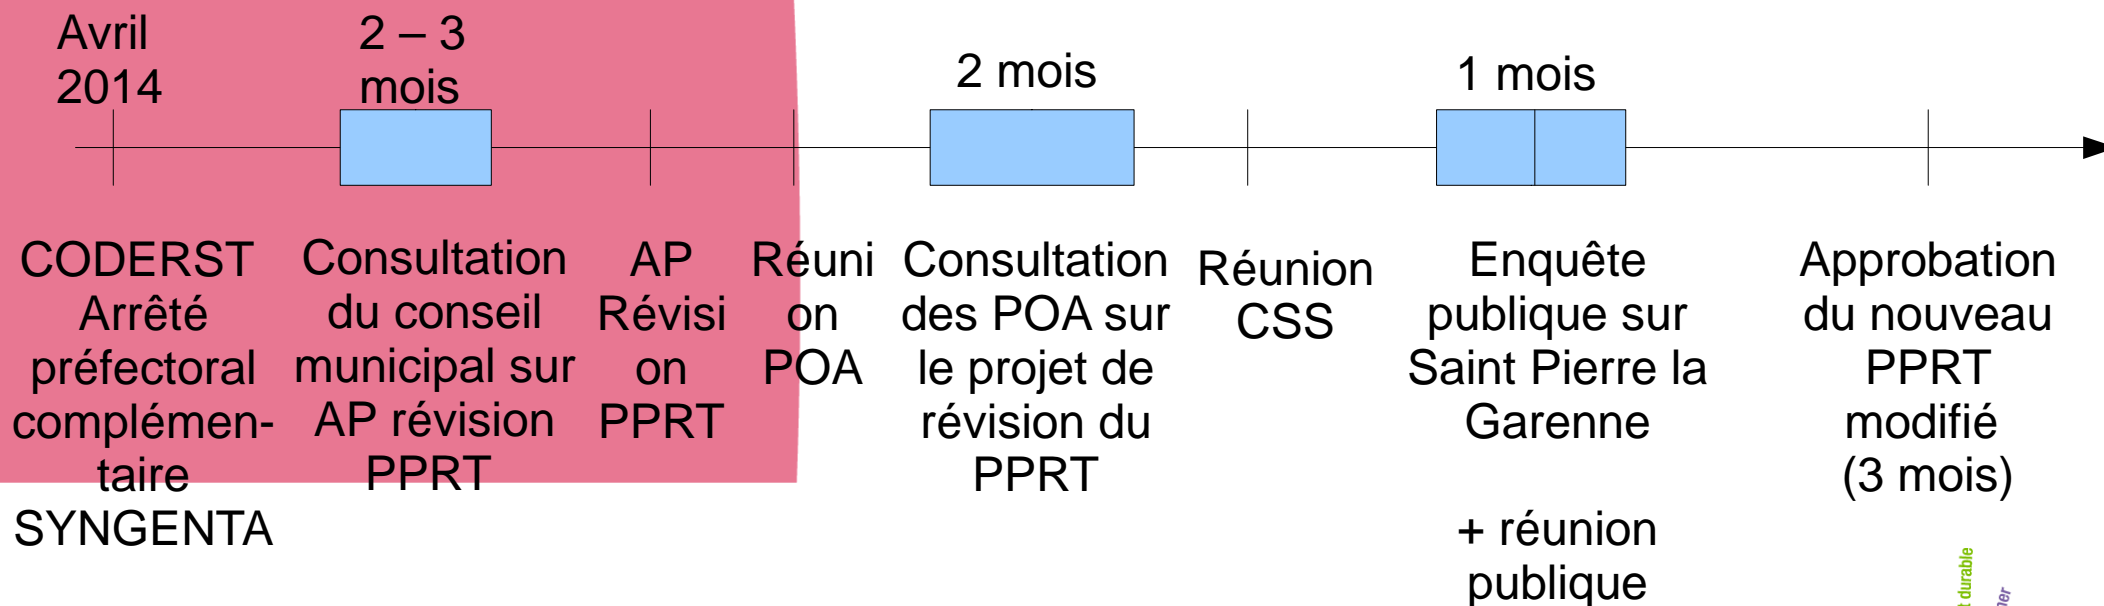 Avril
2014
2 – 3
mois
2 mois
1 mois
CODERST
Arrêté
préfectoral
complémen-
taire
SYNGENTA
Consultation
du conseil
municipal sur
AP révision
PPRT
AP
Révisi
on
PPRT
Réuni
on
POA
Consultation
des POA sur
le projet de
révision du
PPRT
Réunion
CSS
Enquête
publique sur
Saint Pierre la
Garenne
+ réunion
publique
Approbation
du nouveau
PPRT
modifié
(3 mois)
durable